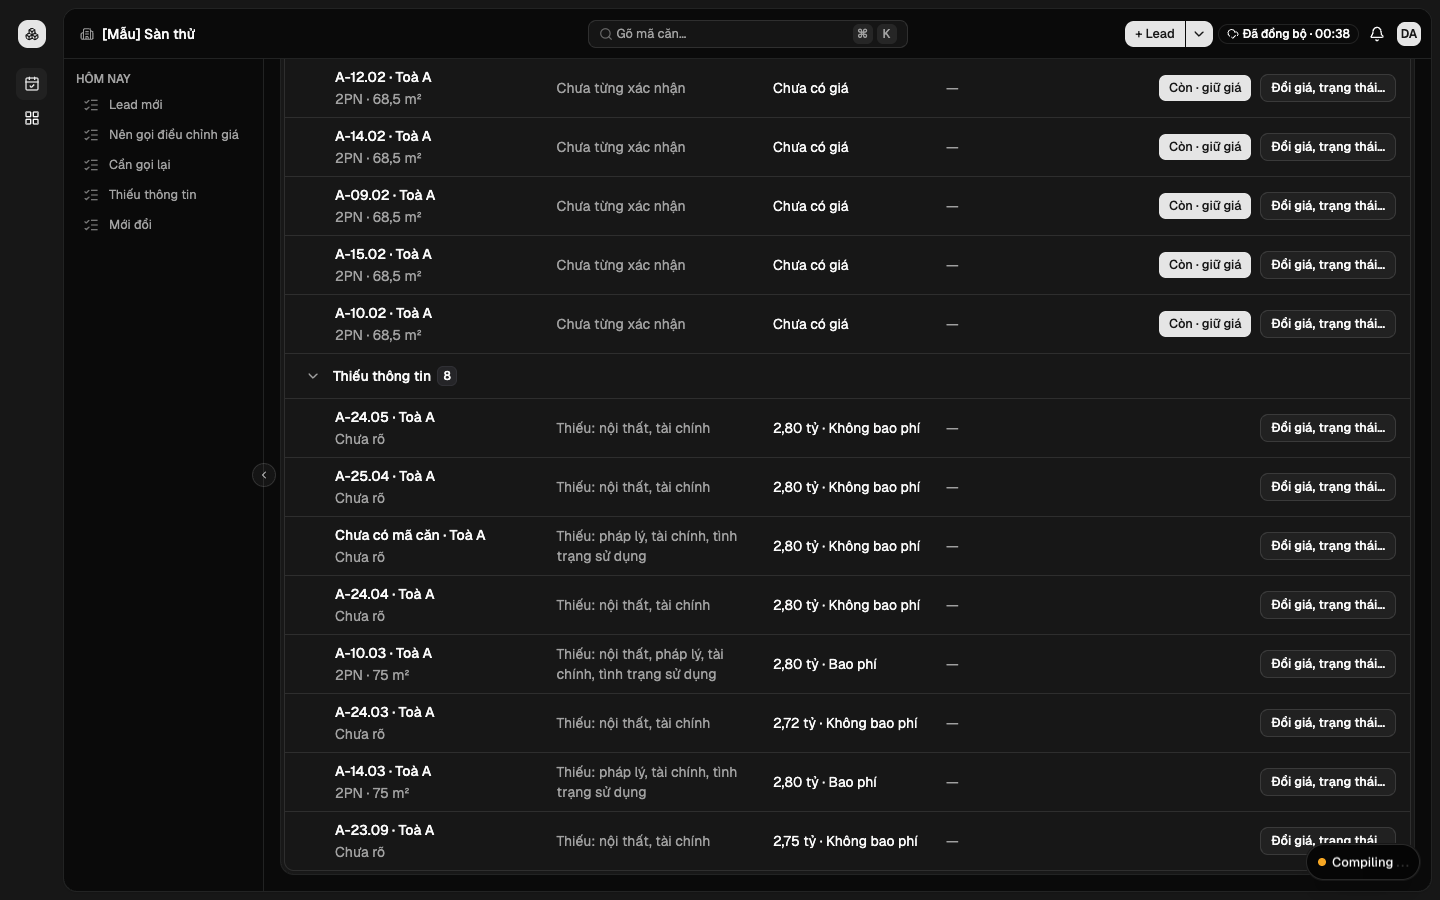 [Mẫu] Sàn thử
Gõ mã căn...
⌘ K
+ Lead
Đã đồng bộ · 00:38
DA
HÔM NAY
Lead mới
Nên gọi điều chỉnh giá
Cần gọi lại
Thiếu thông tin
Mới đổi
A-12.02 · Toà A
2PN · 68,5 m²
Chưa từng xác nhận
Chưa có giá
—
Còn · giữ giá
Đổi giá, trạng thái...
A-14.02 · Toà A
2PN · 68,5 m²
Chưa từng xác nhận
Chưa có giá
—
Còn · giữ giá
Đổi giá, trạng thái...
A-09.02 · Toà A
2PN · 68,5 m²
Chưa từng xác nhận
Chưa có giá
—
Còn · giữ giá
Đổi giá, trạng thái...
A-15.02 · Toà A
2PN · 68,5 m²
Chưa từng xác nhận
Chưa có giá
—
Còn · giữ giá
Đổi giá, trạng thái...
A-10.02 · Toà A
2PN · 68,5 m²
Chưa từng xác nhận
Chưa có giá
—
Còn · giữ giá
Đổi giá, trạng thái...
Thiếu thông tin 8
A-24.05 · Toà A
Chưa rõ
Thiếu: nội thất, tài chính
2,80 tỷ · Không bao phí
—
Đổi giá, trạng thái...
A-25.04 · Toà A
Chưa rõ
Thiếu: nội thất, tài chính
2,80 tỷ · Không bao phí
—
Đổi giá, trạng thái...
Chưa có mã căn · Toà A
Chưa rõ
Thiếu: pháp lý, tài chính, tình
trạng sử dụng
2,80 tỷ · Không bao phí
—
Đổi giá, trạng thái...
A-24.04 · Toà A
Chưa rõ
Thiếu: nội thất, tài chính
2,80 tỷ · Không bao phí
—
Đổi giá, trạng thái...
A-10.03 · Toà A
2PN · 75 m²
Thiếu: nội thất, pháp lý, tài
chính, tình trạng sử dụng
2,80 tỷ · Bao phí
—
Đổi giá, trạng thái...
A-24.03 · Toà A
Chưa rõ
Thiếu: nội thất, tài chính
2,72 tỷ · Không bao phí
—
Đổi giá, trạng thái...
A-14.03 · Toà A
2PN · 75 m²
Thiếu: pháp lý, tài chính, tình
trạng sử dụng
2,80 tỷ · Bao phí
—
Đổi giá, trạng thái...
A-23.09 · Toà A
Chưa rõ
Thiếu: nội thất, tài chính
2,75 tỷ · Không bao phí
—
Đổi giá, trạng thái...
Compiling ...